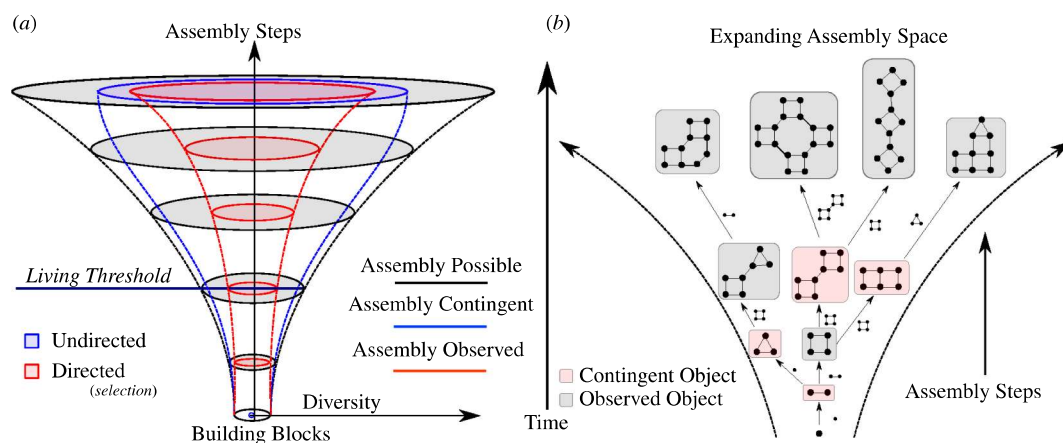 (a)
Assembly Steps
Living Threshold
Assembly Possible
Assembly Contingent
Assembly Observed
Undirected
Directed
(selection)
Diversity
Building Blocks
(b)
Expanding Assembly Space
Contingent Object
Observed Object
Assembly Steps
Time